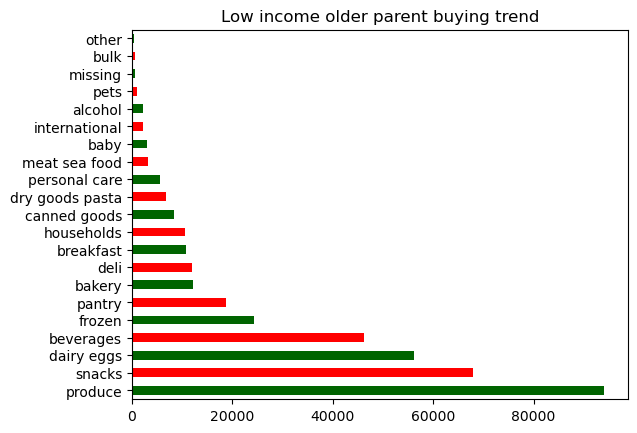 Low income older parent buying trend
other
bulk
missing
pets
alcohol
international
baby
meat sea food
personal care
dry goods pasta
canned goods
households
breakfast
deli
bakery
pantry
frozen
beverages
dairy eggs
snacks
produce
0 20000 40000 60000 80000